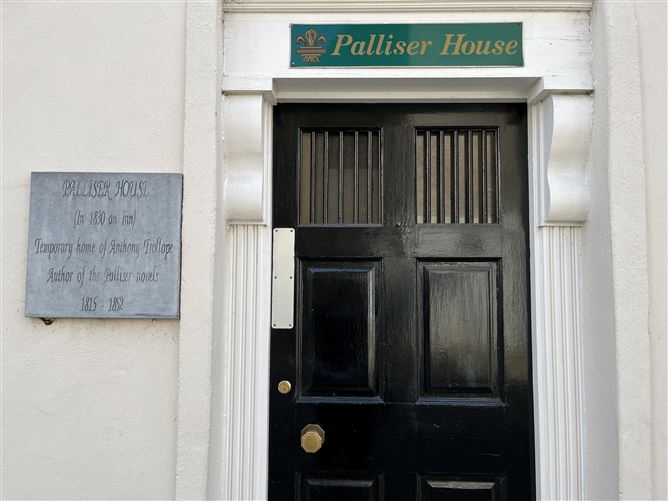 Palliser House
PALLISER HOUSE
(In 1830 an Inn)
Temporary home of Anthony Trollope
Author of the Palliser novels
1815 - 1882